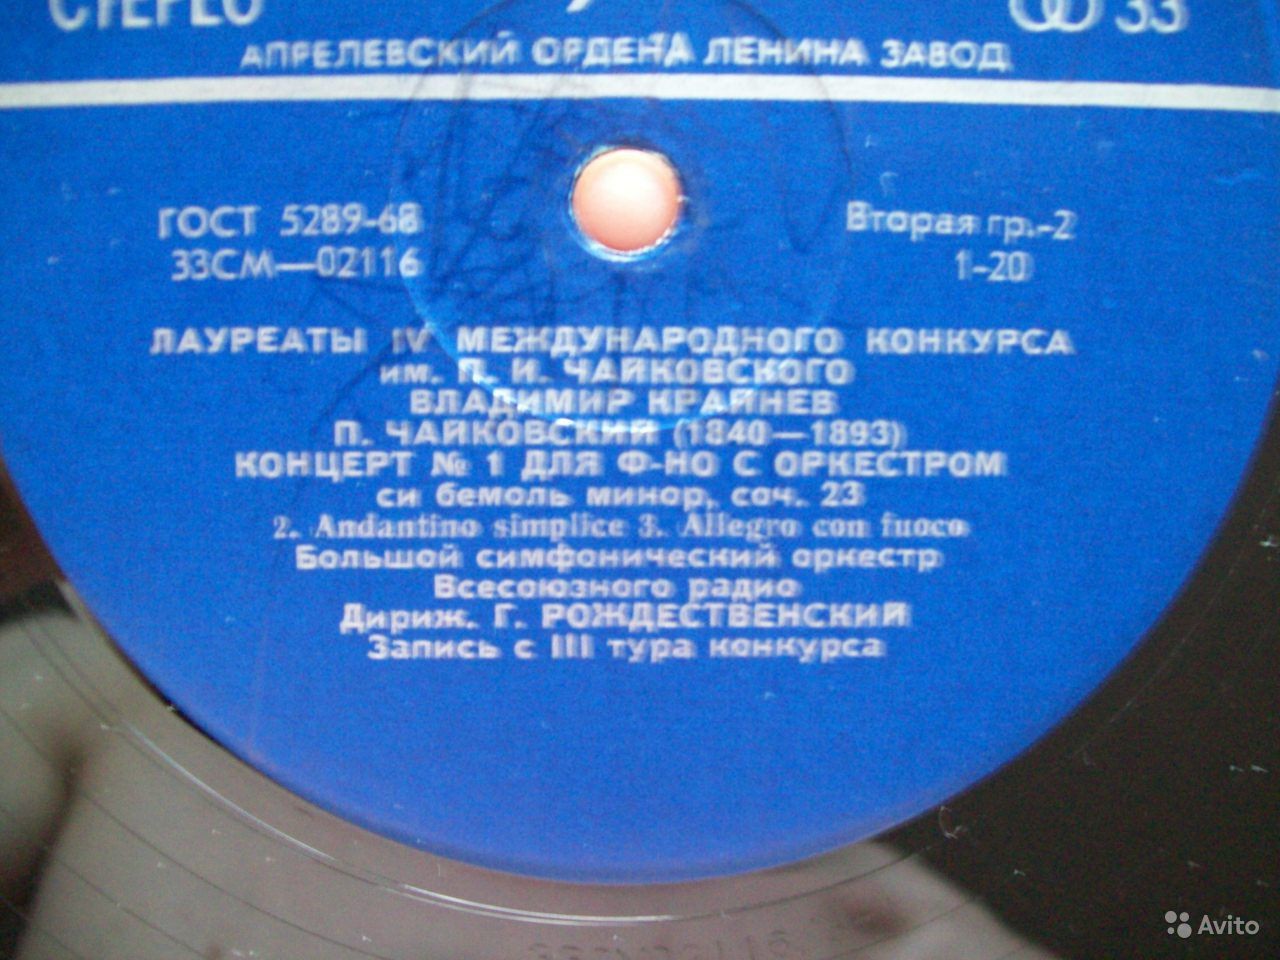 СТЕРЕО 33
АПРЕЛЕВСКИЙ ОРДЕНА ЛЕНИНА ЗАВОД
ГОСТ 5289-68 Вторая гр.-2
33СМ—02116 1-20
ЛАУРЕАТЫ IV МЕЖДУНАРОДНОГО КОНКУРСА
им. П. И. ЧАЙКОВСКОГО
ВЛАДИМИР КРАЙНЕВ
П. ЧАЙКОВСКИЙ (1840—1893)
КОНЦЕРТ № 1 ДЛЯ Ф-НО С ОРКЕСТРОМ
си бемоль минор, соч. 23
2. Andantino simplice 3. Allegro con fuoco
Большой симфонический оркестр
Всесоюзного радио
Дириж. Г. РОЖДЕСТВЕНСКИЙ
Запись с III тура конкурса
Avito